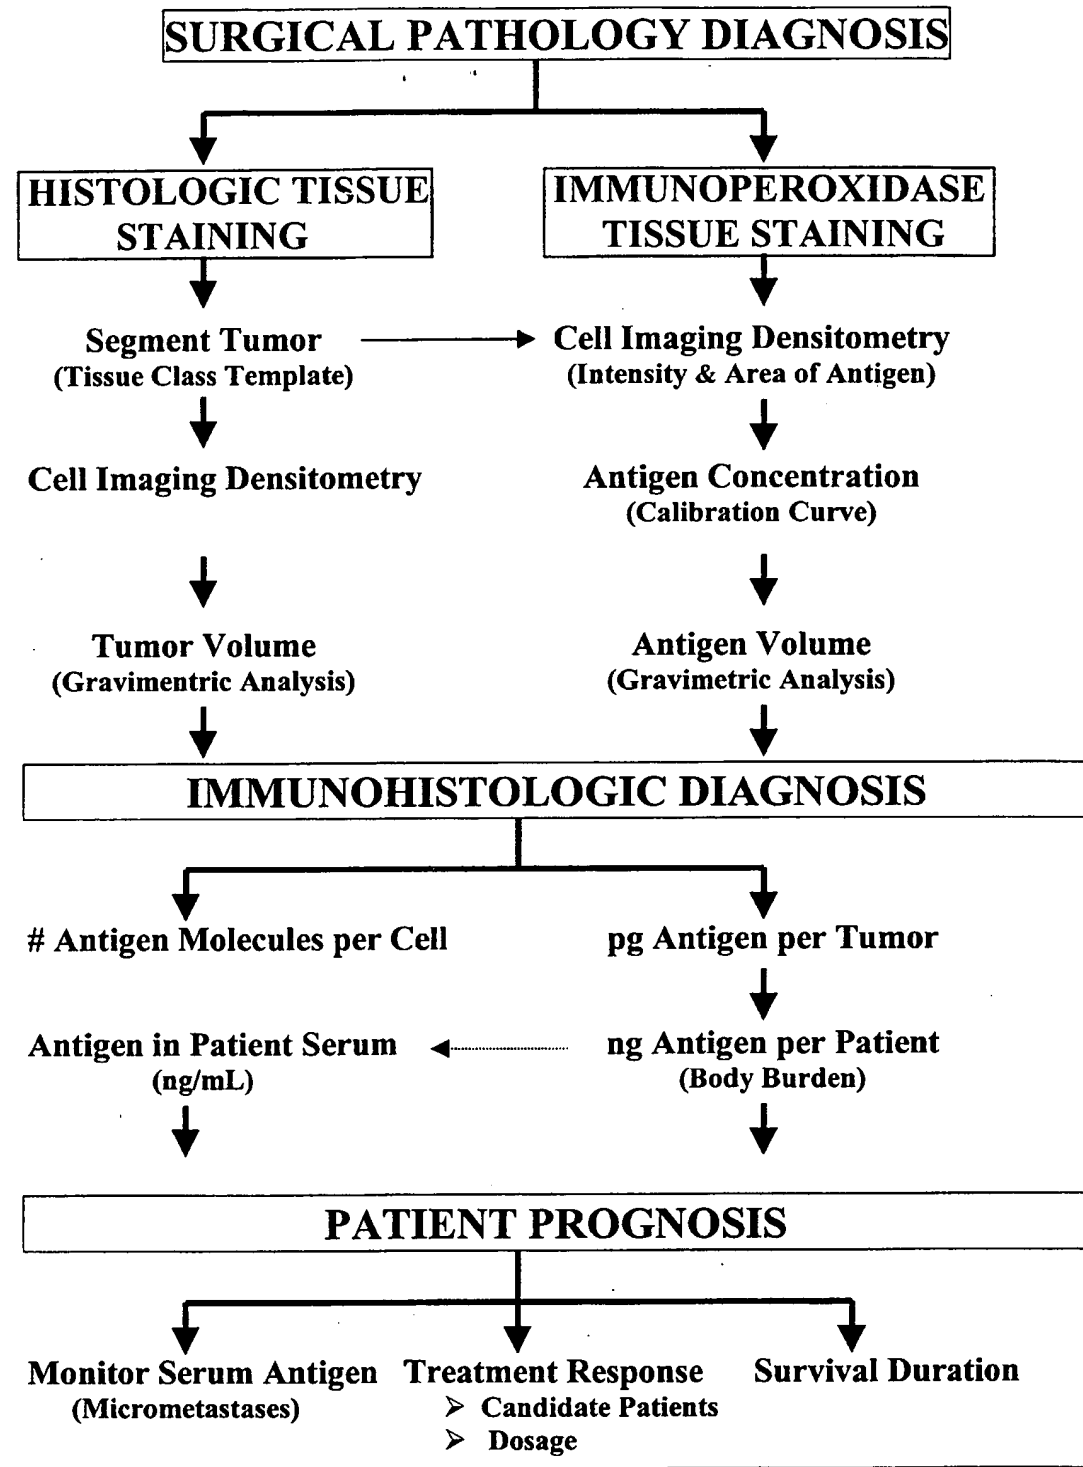 SURGICAL PATHOLOGY DIAGNOSIS
HISTOLOGIC TISSUE
STAINING
IMMUNOPEROXIDASE
TISSUE STAINING
Segment Tumor
(Tissue Class Template)
Cell Imaging Densitometry
(Intensity & Area of Antigen)
Cell Imaging Densitometry
Antigen Concentration
(Calibration Curve)
Tumor Volume
(Gravimentric Analysis)
Antigen Volume
(Gravimetric Analysis)
IMMUNOHISTOLOGIC DIAGNOSIS
# Antigen Molecules per Cell
pg Antigen per Tumor
Antigen in Patient Serum
(ng/mL)
ng Antigen per Patient
(Body Burden)
PATIENT PROGNOSIS
Monitor Serum Antigen
(Micrometastases)
Treatment Response
➢ Candidate Patients
➢ Dosage
Survival Duration